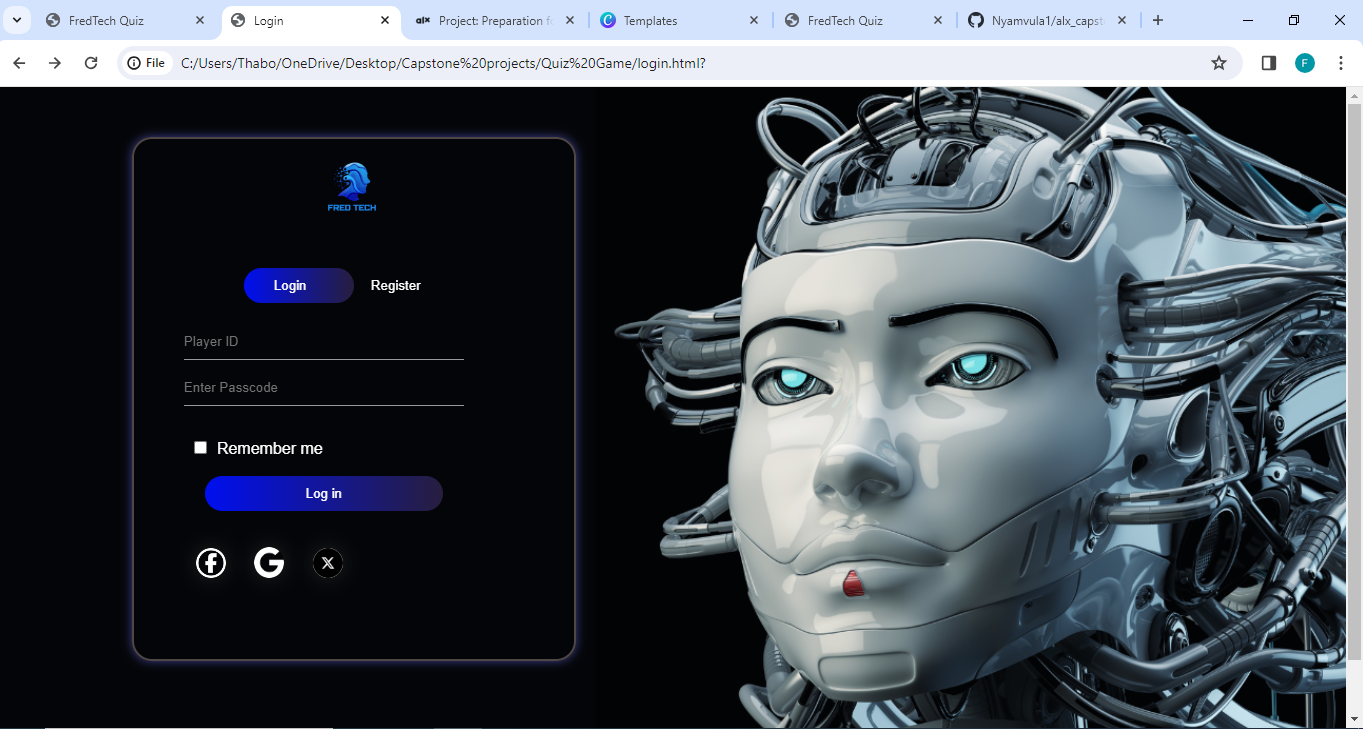 FredTech Quiz
Login
alx Project: Preparation f
Templates
FredTech Quiz
Nyamvula1/alx_capst
File
C:/Users/Thabo/OneDrive/Desktop/Capstone%20projects/Quiz%20Game/login.html?
F
FRED TECH
Login
Register
Player ID
Enter Passcode
Remember me
Log in